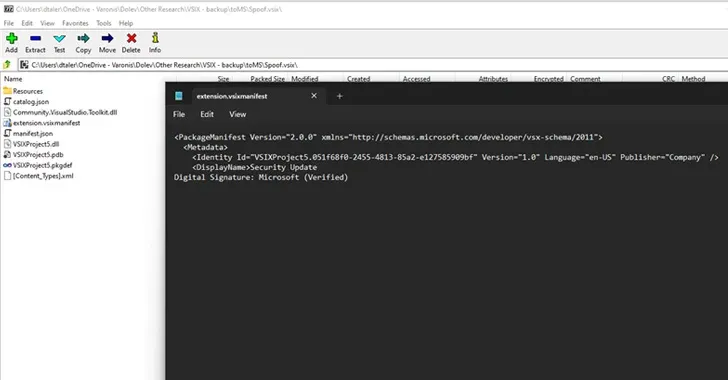 C:\Users\dtaler\OneDrive - Varonis\Dolev\Other Research\VSIX - backup\toMS\Spoof.vsix\
File Edit View Favorites Tools Help
Add Extract Test Copy Move Delete Info
C:\Users\dtaler\OneDrive - Varonis\Dolev\Other Research\VSIX - backup\toMS\Spoof.vsix\
Name Size Packed Size Modified Created Accessed Attributes Encrypted Comment CRC Method
Resources
catalog.json
Community.VisualStudio.Toolkit.dll
extension.vsixmanifest
manifest.json
VSIXProject5.dll
VSIXProject5.pdb
VSIXProject5.pkgdef
[Content_Types].xml
extension.vsixmanifest
File Edit View
<PackageManifest Version="2.0.0" xmlns="http://schemas.microsoft.com/developer/vsx-schema/2011">
<Metadata>
<Identity Id="VSIXProject5.051f68f0-2455-4813-85a2-e127585909bf" Version="1.0" Language="en-US" Publisher="Company" />
<DisplayName>Security Update
Digital Signature: Microsoft (Verified)